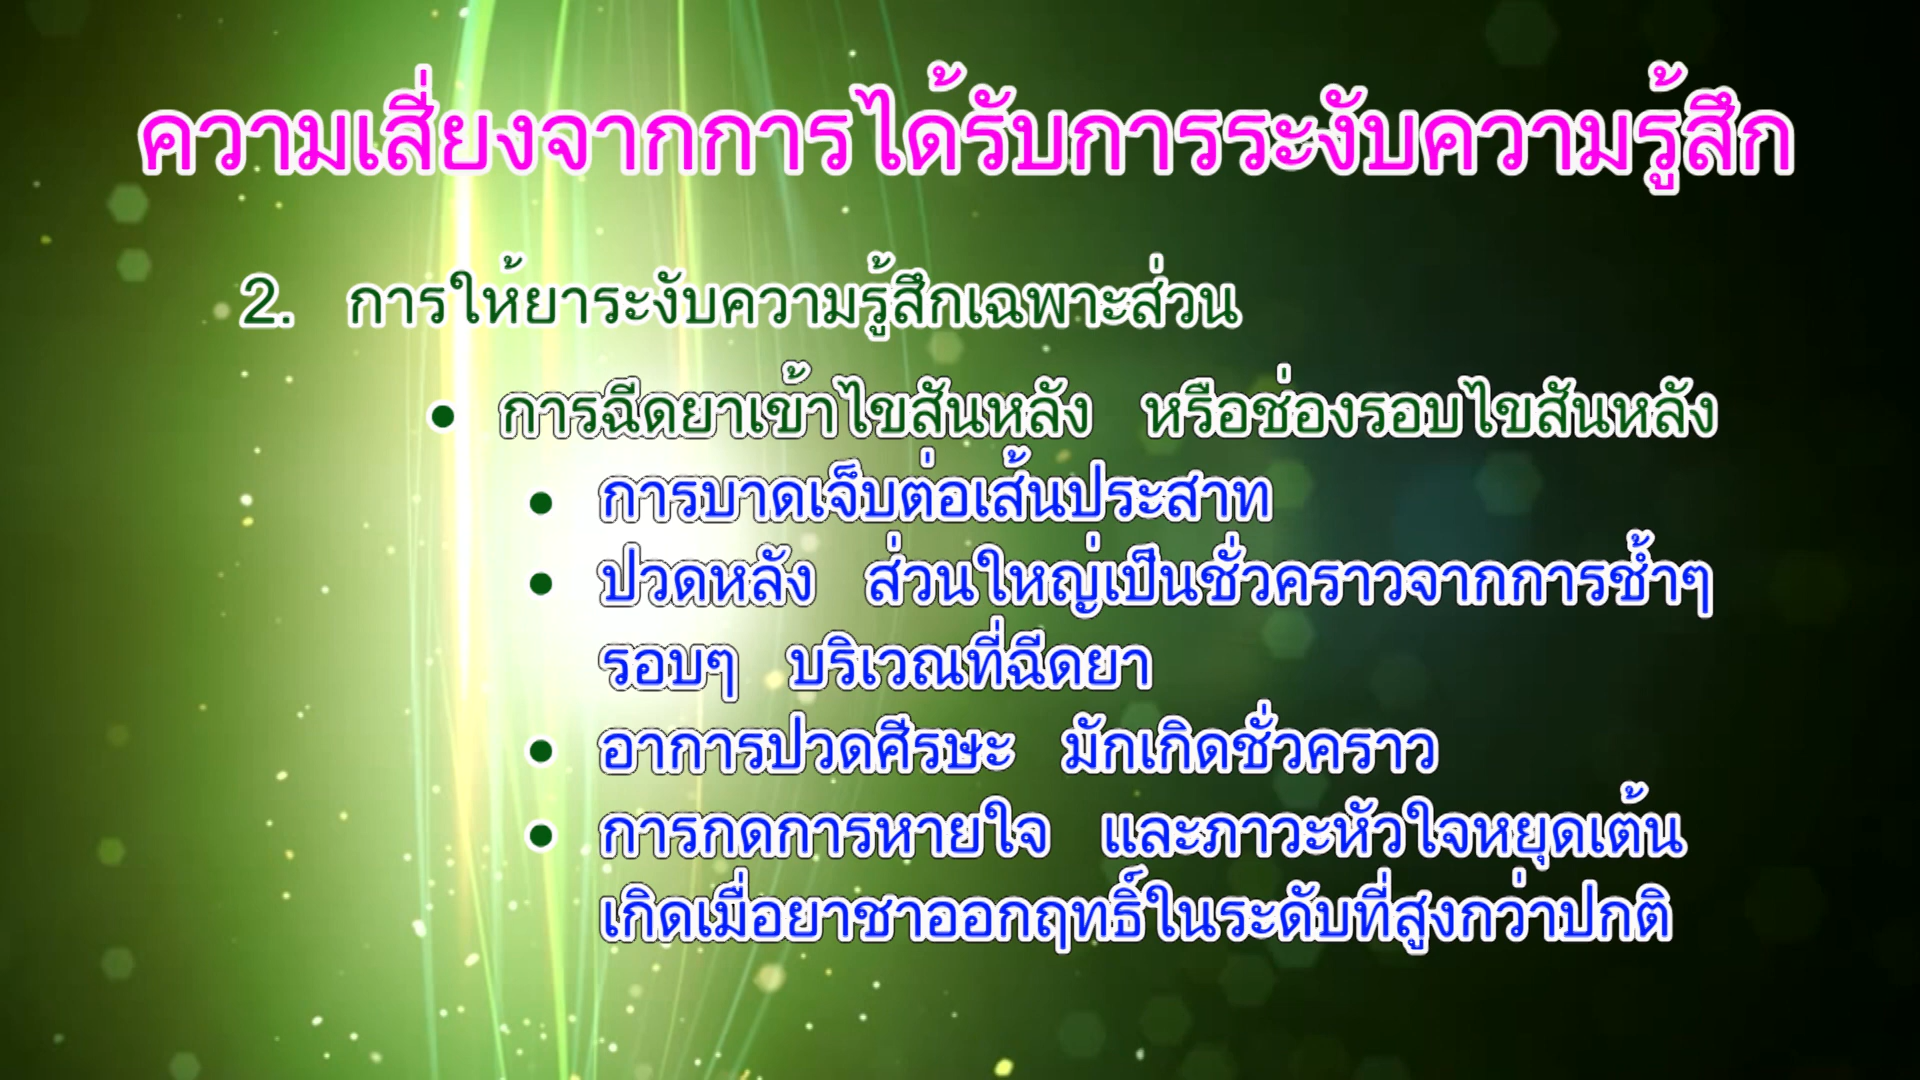 ความเสี่ยงจากการได้รับการระงับความรู้สึก
2. การให้ยาระงับความรู้สึกเฉพาะส่วน
• การฉีดยาเข้าไขสันหลัง หรือช่องรอบไขสันหลัง
• การบาดเจ็บต่อเส้นประสาท
• ปวดหลัง ส่วนใหญ่เป็นชั่วคราวจากการช้ำๆ
รอบๆ บริเวณที่ฉีดยา
• อาการปวดศีรษะ มักเกิดชั่วคราว
• การกดการหายใจ และภาวะหัวใจหยุดเต้น
เกิดเมื่อยาชาออกฤทธิ์ในระดับที่สูงกว่าปกติ